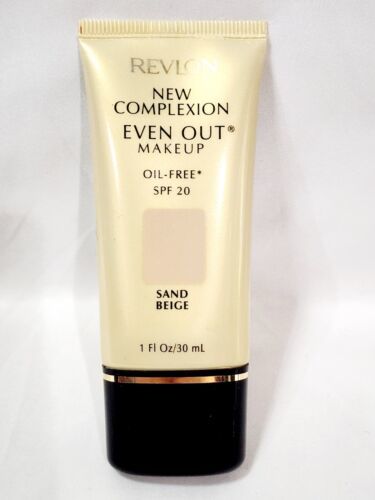 REVLON
NEW
COMPLEXION
EVEN OUT®
MAKEUP
OIL-FREE*
SPF 20
SAND
BEIGE
1 Fl Oz/30 mL